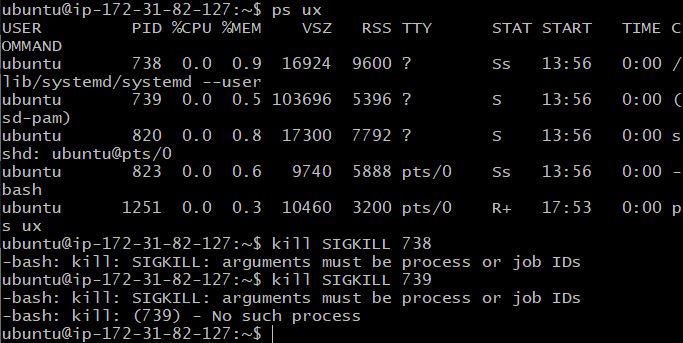 ubuntu@ip-172-31-82-127:~$ ps ux
USER         PID %CPU %MEM    VSZ   RSS TTY      STAT START   TIME C
OMMAND
ubuntu       738  0.0  0.9  16924  9600 ?        Ss   13:56   0:00 /
lib/systemd/systemd --user
ubuntu       739  0.0  0.5 103696  5396 ?        S    13:56   0:00 (
sd-pam)
ubuntu       820  0.0  0.8  17300  7792 ?        S    13:56   0:00 s
shd: ubuntu@pts/0
ubuntu       823  0.0  0.6   9740  5888 pts/0    Ss   13:56   0:00 -
bash
ubuntu      1251  0.0  0.3  10460  3200 pts/0    R+   17:53   0:00 p
s ux
ubuntu@ip-172-31-82-127:~$ kill SIGKILL 738
-bash: kill: SIGKILL: arguments must be process or job IDs
ubuntu@ip-172-31-82-127:~$ kill SIGKILL 739
-bash: kill: SIGKILL: arguments must be process or job IDs
-bash: kill: (739) - No such process
ubuntu@ip-172-31-82-127:~$